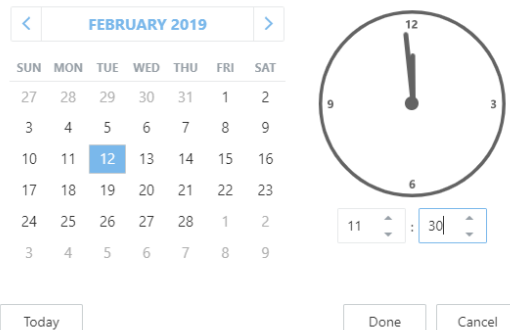 FEBRUARY 2019
SUN MON TUE WED THU FRI SAT
27 28 29 30 31 1 2
3 4 5 6 7 8 9
10 11 12 13 14 15 16
17 18 19 20 21 22 23
24 25 26 27 28 1 2
3 4 5 6 7 8 9
12
9 3
6
11 : 30
Today Done Cancel